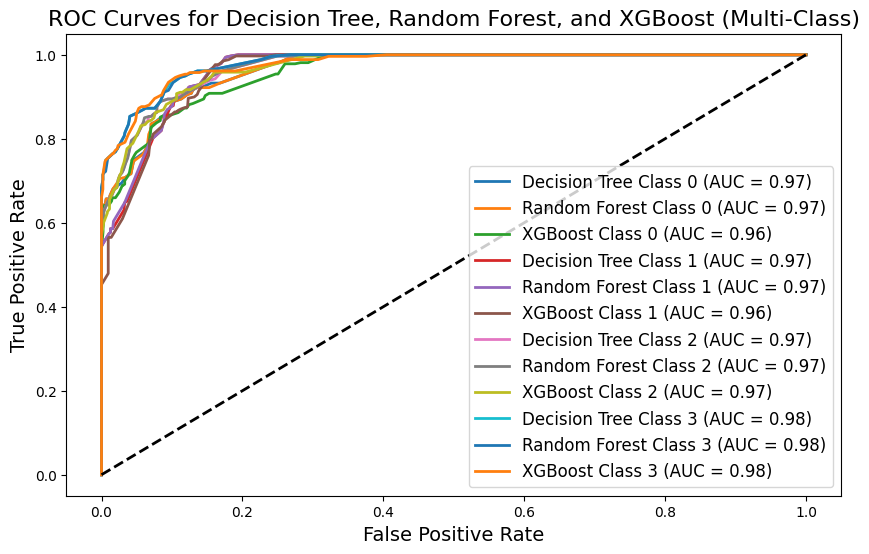 ROC Curves for Decision Tree, Random Forest, and XGBoost (Multi-Class)
True Positive Rate
1.0
0.8
0.6
0.4
0.2
0.0
Decision Tree Class 0 (AUC = 0.97)
Random Forest Class 0 (AUC = 0.97)
XGBoost Class 0 (AUC = 0.96)
Decision Tree Class 1 (AUC = 0.97)
Random Forest Class 1 (AUC = 0.97)
XGBoost Class 1 (AUC = 0.96)
Decision Tree Class 2 (AUC = 0.97)
Random Forest Class 2 (AUC = 0.97)
XGBoost Class 2 (AUC = 0.97)
Decision Tree Class 3 (AUC = 0.98)
Random Forest Class 3 (AUC = 0.98)
XGBoost Class 3 (AUC = 0.98)
0.0 0.2 0.4 0.6 0.8 1.0
False Positive Rate